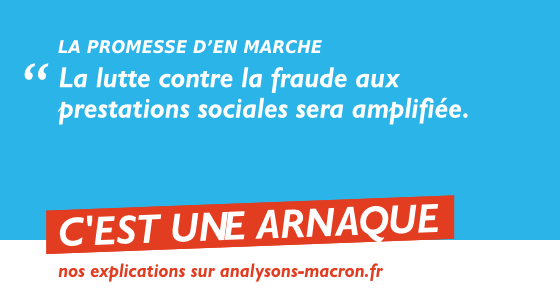 LA PROMESSE D'EN MARCHE
“ La lutte contre la fraude aux
prestations sociales sera amplifiée.
C'EST UNE ARNAQUE
nos explications sur analysons-macron.fr